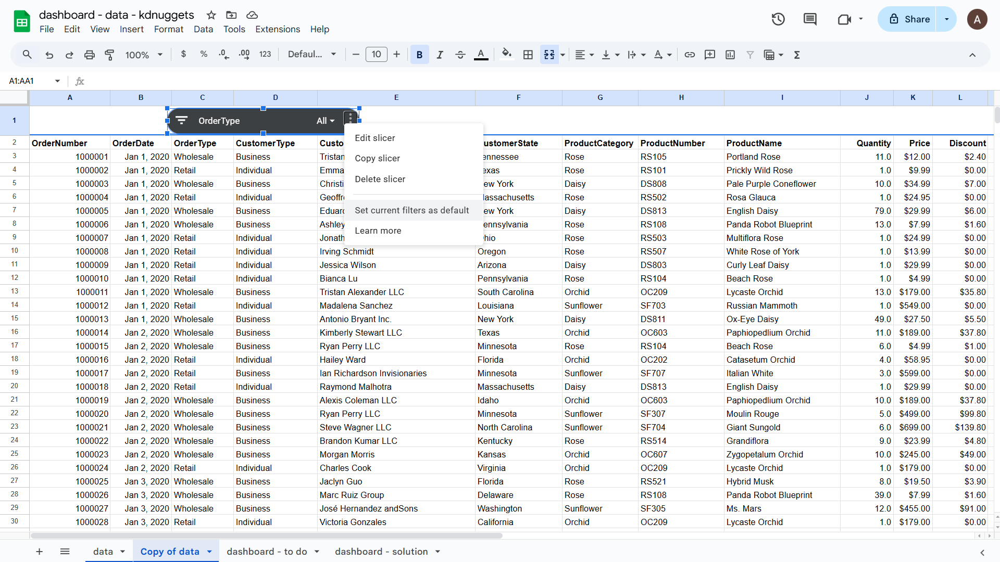 dashboard - data - kdnuggets
File Edit View Insert Format Data Tools Extensions Help
Share
A
100% $ % .0 .00 123 Defaul... 10 B I S A A Σ
A1:AA1 fx
A B C D E F G H I J K L
1 OrderType All
2 OrderNumber OrderDate OrderType CustomerType Custo ustomerState ProductCategory ProductNumber ProductName Quantity Price Discount
Edit slicer
Copy slicer
Delete slicer
Set current filters as default
Learn more
3 1000001 Jan 1, 2020 Wholesale Business Tristan ennessee Rose RS105 Portland Rose 11.0 $12.00 $2.40
4 1000002 Jan 1, 2020 Retail Individual Emma exas Rose RS101 Prickly Wild Rose 1.0 $9.99 $0.00
5 1000003 Jan 1, 2020 Wholesale Business Christi ew York Daisy DS808 Pale Purple Coneflower 10.0 $34.99 $7.00
6 1000004 Jan 1, 2020 Retail Individual Geoffr assachusetts Rose RS502 Rosa Glauca 1.0 $24.95 $0.00
7 1000005 Jan 1, 2020 Wholesale Business Eduard ew York Daisy DS813 English Daisy 79.0 $29.99 $6.00
8 1000006 Jan 1, 2020 Wholesale Business Ashley ennsylvania Rose RS108 Panda Robot Blueprint 13.0 $7.99 $1.60
9 1000007 Jan 1, 2020 Retail Individual Jonath hio Rose RS503 Multiflora Rose 1.0 $24.99 $0.00
10 1000008 Jan 1, 2020 Retail Individual Irving Schmidt Oregon Rose RS507 White Rose of York 1.0 $13.99 $0.00
11 1000009 Jan 1, 2020 Retail Individual Jessica Wilson Arizona Daisy DS803 Curly Leaf Daisy 1.0 $29.99 $0.00
12 1000010 Jan 1, 2020 Retail Individual Bianca Lu Pennsylvania Rose RS104 Beach Rose 1.0 $4.99 $0.00
13 1000011 Jan 1, 2020 Wholesale Business Tristan Alexander LLC South Carolina Orchid OC209 Lycaste Orchid 13.0 $179.00 $35.80
14 1000012 Jan 1, 2020 Retail Individual Madalena Sanchez Louisiana Sunflower SF703 Russian Mammoth 1.0 $549.00 $0.00
15 1000013 Jan 1, 2020 Wholesale Business Antonio Bryant Inc. New York Daisy DS811 Ox-Eye Daisy 49.0 $27.50 $5.50
16 1000014 Jan 2, 2020 Wholesale Business Kimberly Stewart LLC Texas Orchid OC603 Paphiopedlium Orchid 11.0 $189.00 $37.80
17 1000015 Jan 2, 2020 Wholesale Business Ryan Perry LLC Minnesota Rose RS104 Beach Rose 6.0 $4.99 $1.00
18 1000016 Jan 2, 2020 Retail Individual Hailey Ward Florida Orchid OC202 Catasetum Orchid 4.0 $58.95 $0.00
19 1000017 Jan 2, 2020 Retail Business Ian Richardson Invisionaries Minnesota Sunflower SF707 Italian White 3.0 $599.00 $0.00
20 1000018 Jan 2, 2020 Retail Individual Raymond Malhotra Massachusetts Daisy DS813 English Daisy 1.0 $29.99 $0.00
21 1000019 Jan 2, 2020 Wholesale Business Alexis Coleman LLC Idaho Orchid OC603 Paphiopedlium Orchid 10.0 $189.00 $37.80
22 1000020 Jan 2, 2020 Wholesale Business Ryan Perry LLC Minnesota Sunflower SF307 Moulin Rouge 5.0 $499.00 $99.80
23 1000021 Jan 2, 2020 Wholesale Business Steve Wagner LLC North Carolina Sunflower SF704 Giant Sungold 6.0 $699.00 $139.80
24 1000022 Jan 2, 2020 Wholesale Business Brandon Kumar LLC Kentucky Rose RS514 Grandiflora 9.0 $23.99 $4.80
25 1000023 Jan 2, 2020 Wholesale Business Morgan Morris Kansas Orchid OC607 Zygopetalum Orchid 10.0 $245.00 $49.00
26 1000024 Jan 2, 2020 Retail Individual Charles Cook Virginia Orchid OC209 Lycaste Orchid 1.0 $179.00 $0.00
27 1000025 Jan 3, 2020 Wholesale Business Jaclyn Guo Florida Rose RS521 Hybrid Musk 8.0 $19.50 $3.90
28 1000026 Jan 3, 2020 Wholesale Business Marc Ruiz Group Delaware Rose RS108 Panda Robot Blueprint 39.0 $7.99 $1.60
29 1000027 Jan 3, 2020 Wholesale Business José Hernandez andSons Washington Sunflower SF305 Ms. Mars 12.0 $455.00 $91.00
30 1000028 Jan 3, 2020 Retail Individual Victoria Gonzales California Orchid OC209 Lycaste Orchid 1.0 $179.00 $0.00
data Copy of data dashboard - to do dashboard - solution